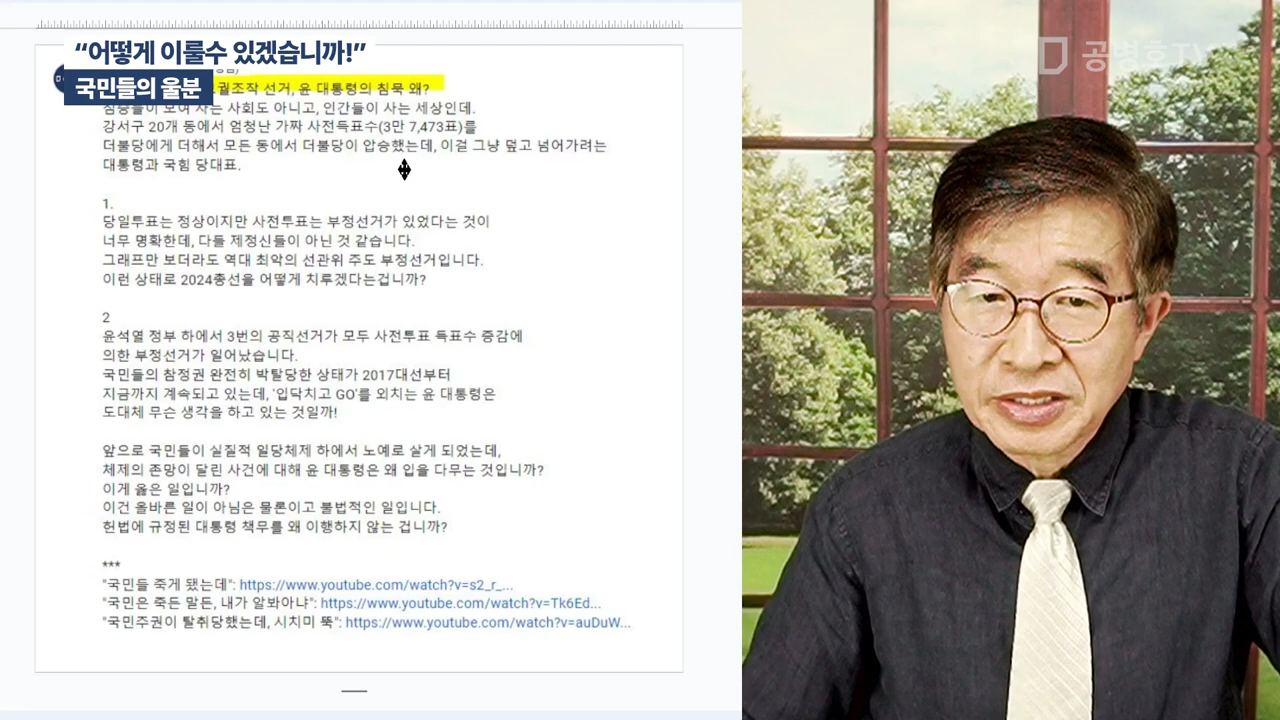 “어떻게 이룰수 있겠습니까!”
국민들의 울분
선거, 윤 대통령의 침묵 왜?
짐승들이 모여 사는 사회도 아니고, 인간들이 사는 세상인데.
강서구 20개 동에서 엄청난 가짜 사전득표수(3만 7,473표)를
더불당에게 더해서 모든 동에서 더불당이 압승했는데, 이걸 그냥 덮고 넘어가려는
대통령과 국힘 당대표.
1.
당일투표는 정상이지만 사전투표는 부정선거가 있었다는 것이
너무 명확한데, 다들 제정신들이 아닌 것 같습니다.
그래프만 보더라도 역대 최악의 선관위 주도 부정선거입니다.
이런 상태로 2024총선을 어떻게 치루겠다는겁니까?
2
윤석열 정부 하에서 3번의 공직선거가 모두 사전투표 득표수 증감에
의한 부정선거가 일어났습니다.
국민들의 참정권 완전히 박탈당한 상태가 2017대선부터
지금까지 계속되고 있는데, '입닥치고 GO'를 외치는 윤 대통령은
도대체 무슨 생각을 하고 있는 것일까!
앞으로 국민들이 실질적 일당체제 하에서 노예로 살게 되었는데,
체제의 존망이 달린 사건에 대해 윤 대통령은 왜 입을 다무는 것입니까?
이게 옳은 일입니까?
이건 올바른 일이 아님은 물론이고 불법적인 일입니다.
헌법에 규정된 대통령 책무를 왜 이행하지 않는 겁니까?
***
"국민들 죽게 됐는데": https://www.youtube.com/watch?v=s2_r_...
"국민은 죽든 말든, 내가 알봐아냐": https://www.youtube.com/watch?v=Tk6Ed...
"국민주권이 탈취당했는데, 시치미 뚝": https://www.youtube.com/watch?v=auDuW...
공병호TV